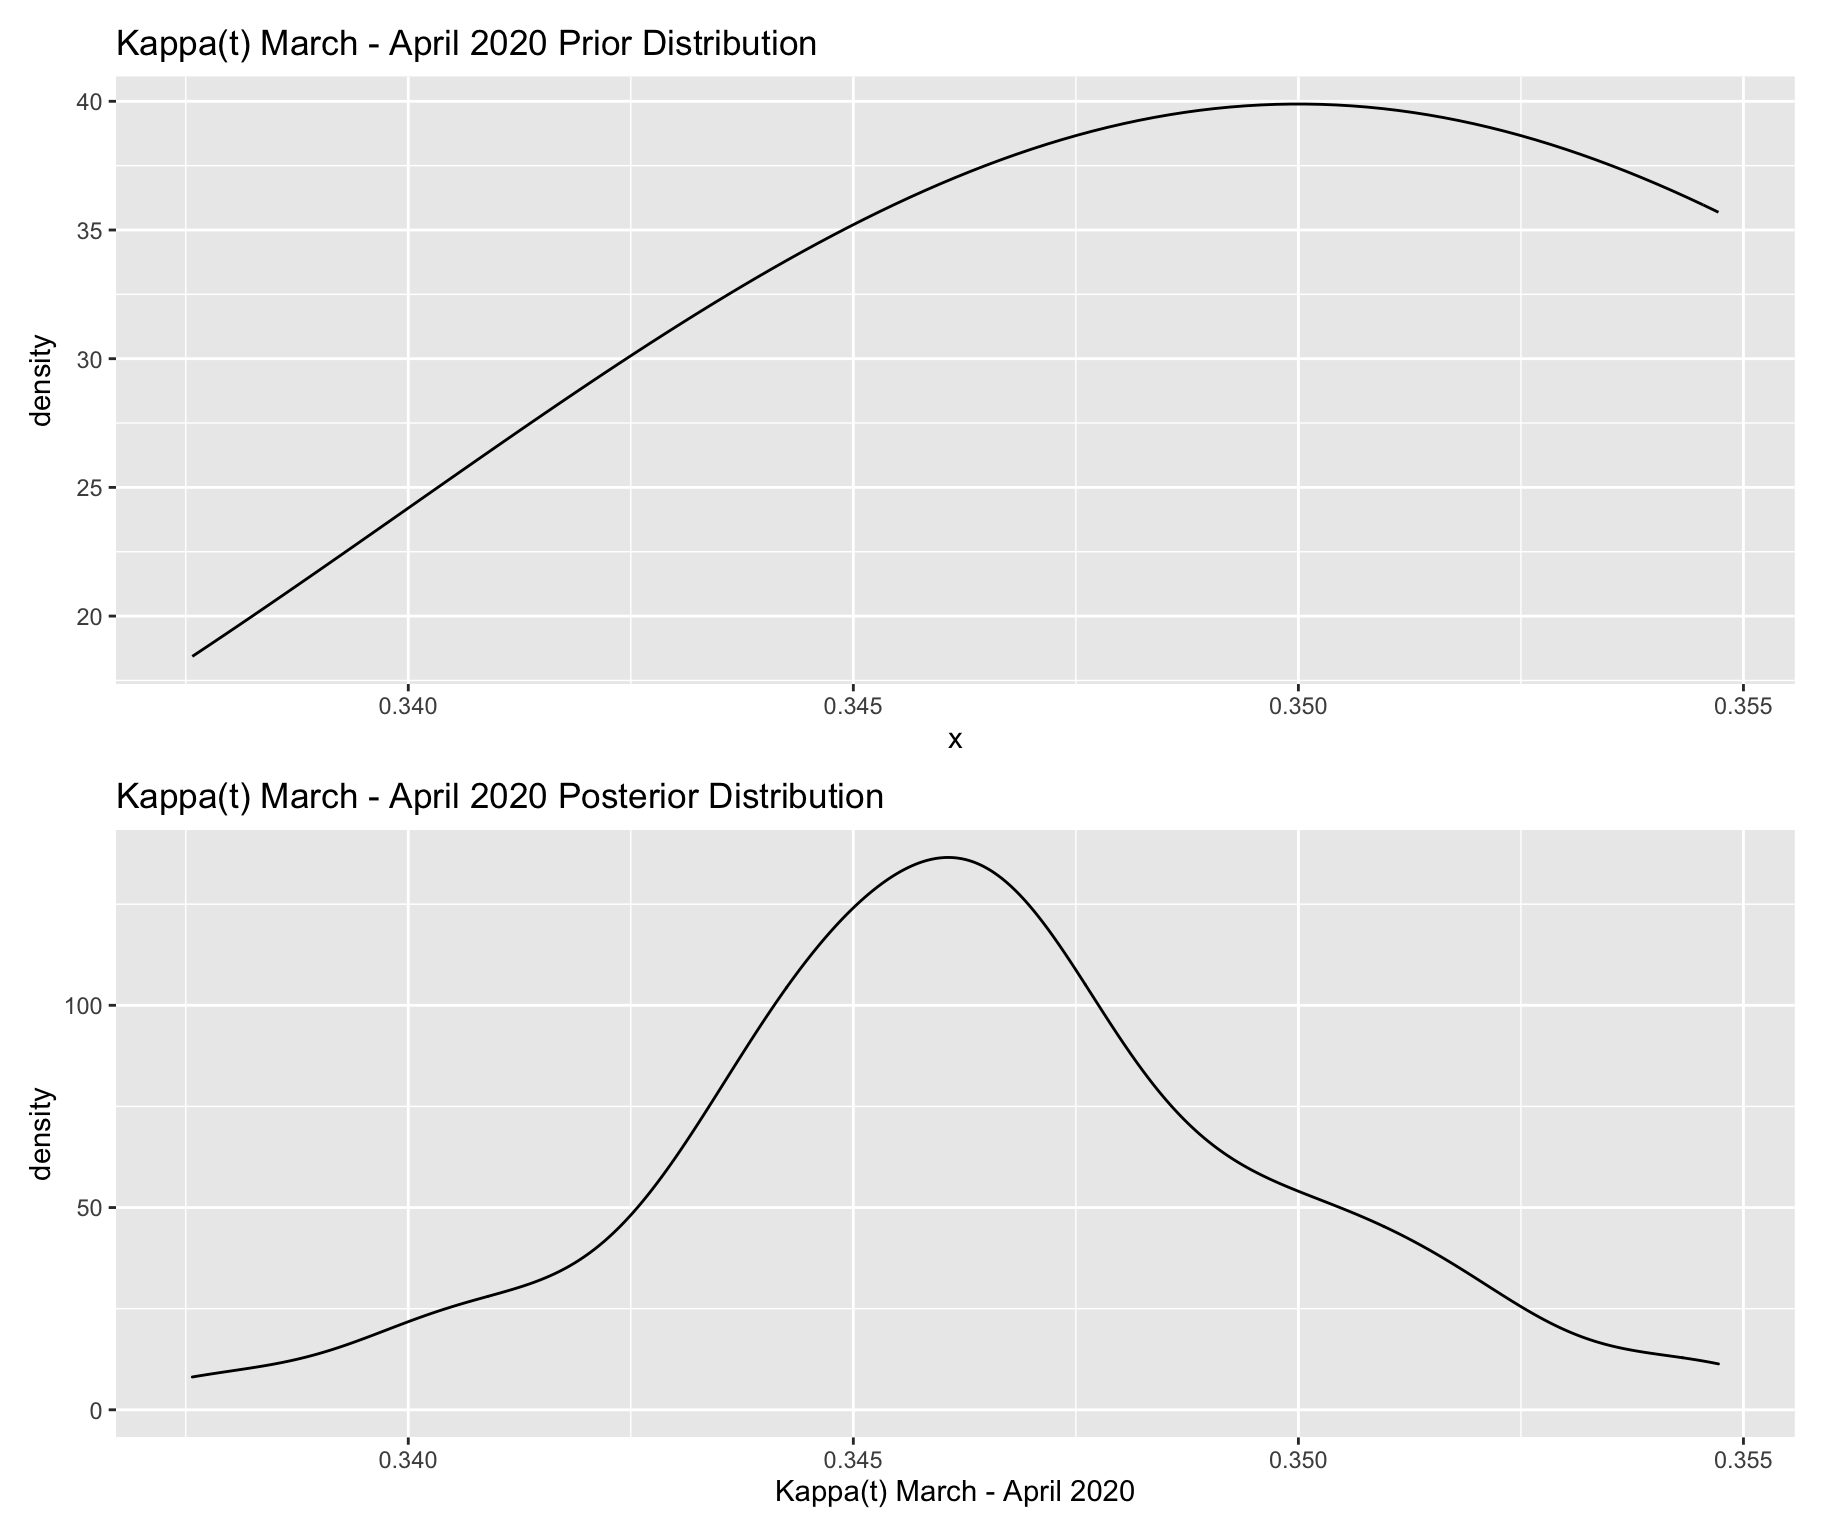 Kappa(t) March - April 2020 Prior Distribution
40
35
30
25
20
density
0.340 0.345 0.350 0.355
x
Kappa(t) March - April 2020 Posterior Distribution
100
50
0
density
0.340 0.345 0.350 0.355
Kappa(t) March - April 2020